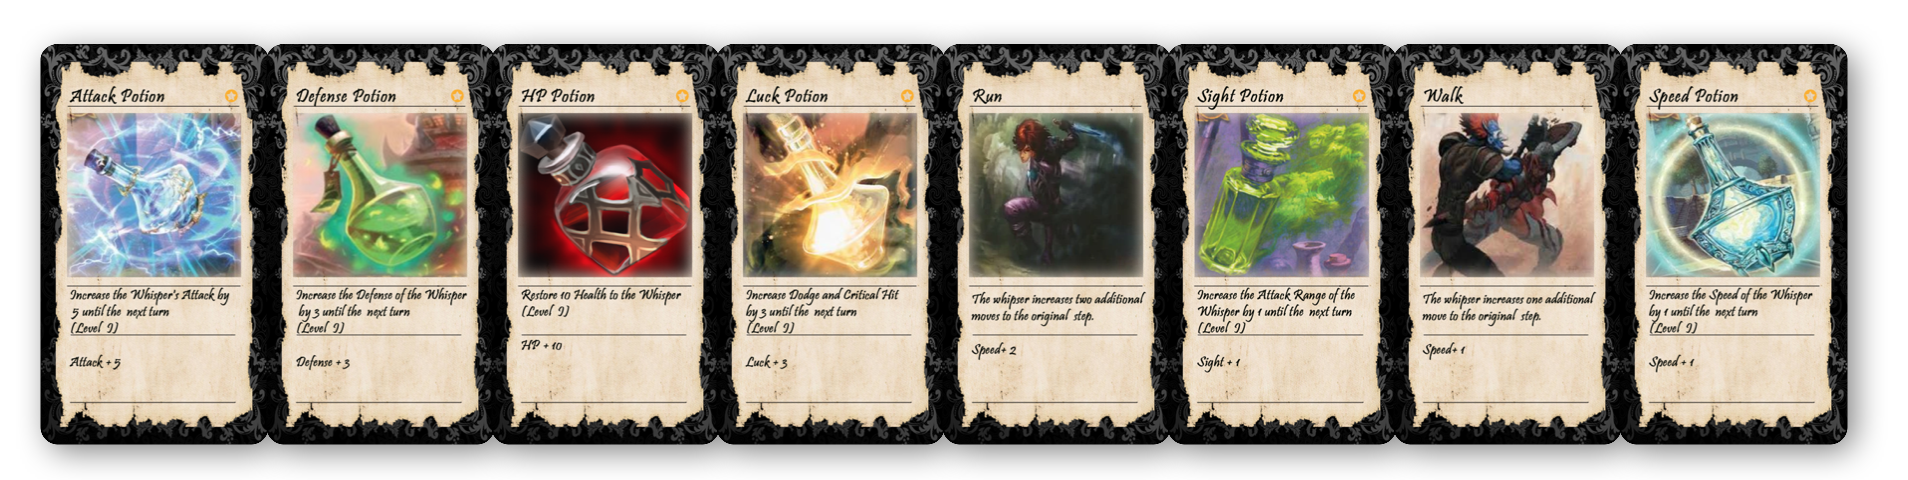 Attack Potion
Increase the Whisper's Attack by
5 until the next turn
(Level I)
Attack + 5
Defense Potion
Increase the Defense of the Whisper
by 3 until the next turn
(Level I)
Defense + 3
HP Potion
Restore 10 Health to the Whisper
(Level I)
HP + 10
Luck Potion
Increase Dodge and Critical Hit
by 3 until the next turn
(Level I)
Luck + 3
Run
The whipser increases two additional
moves to the original step.
Speed+ 2
Sight Potion
Increase the Attack Range of the
Whisper by 1 until the next turn
(Level I)
Sight + 1
Walk
The whipser increases one additional
move to the original step.
Speed+ 1
Speed Potion
Increase the Speed of the Whisper
by 1 until the next turn
(Level I)
Speed + 1